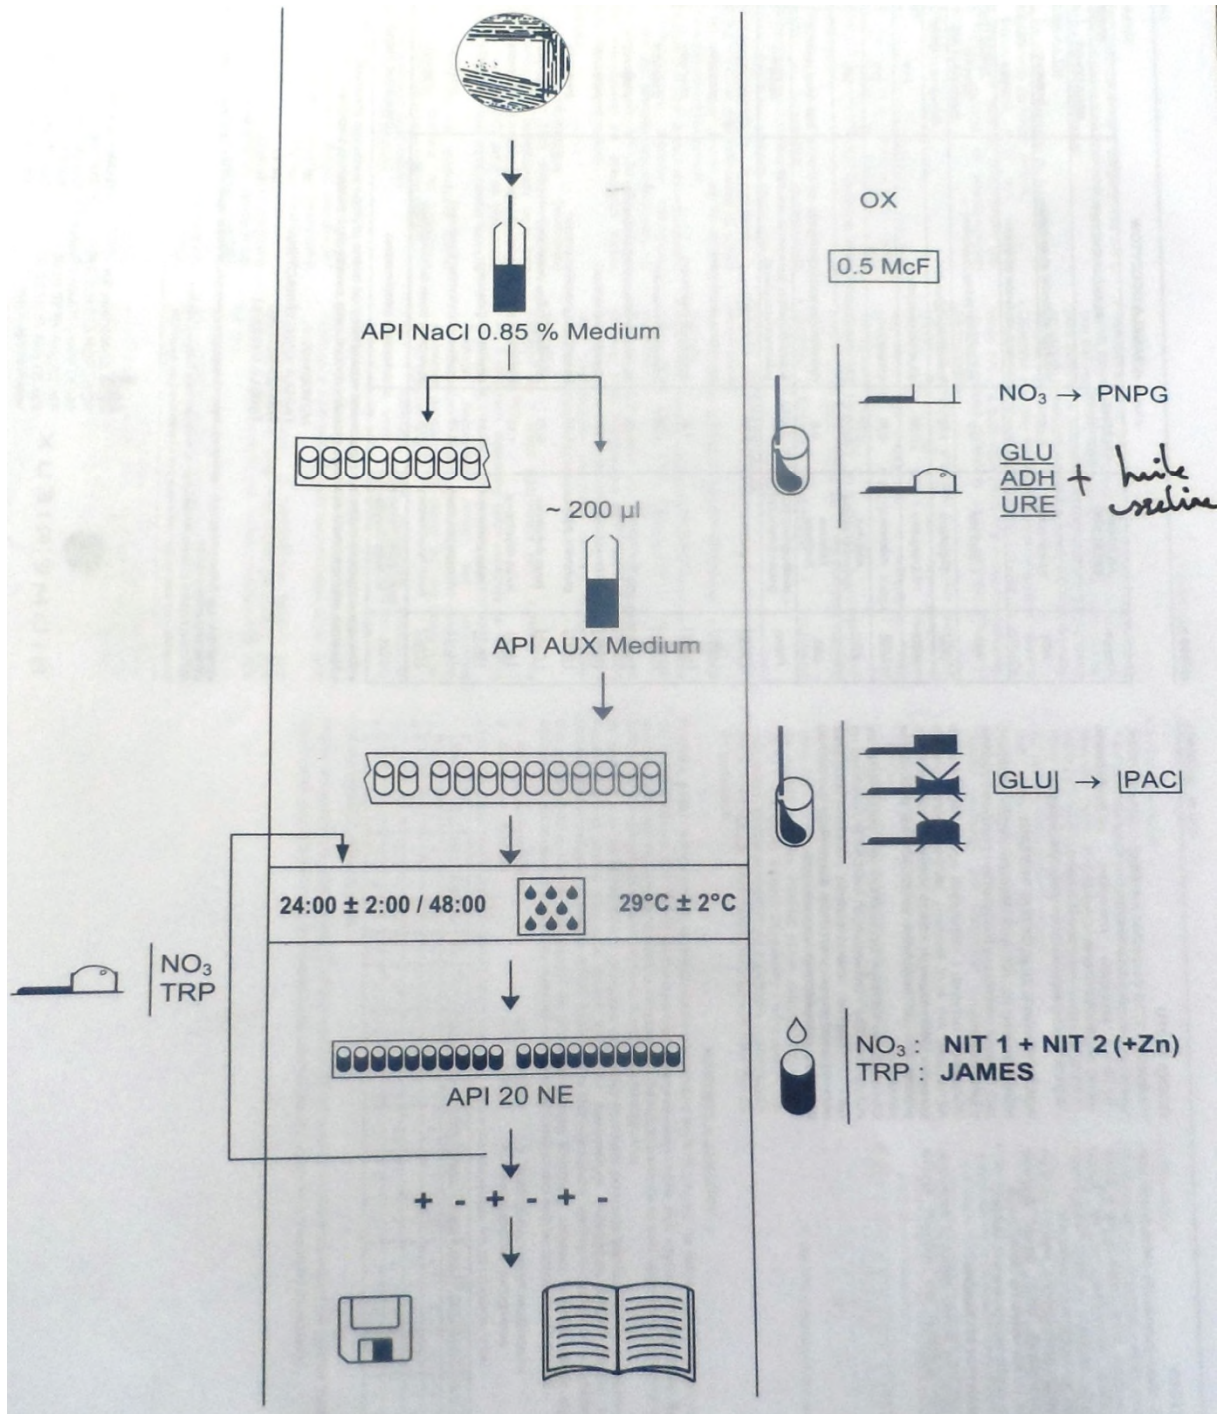 OX
0.5 McF
API NaCl 0.85 % Medium
NO₃ → PNPG
GLU
ADH + huile
URE
~ 200 µl
API AUX Medium
|GLU| → |PAC|
24:00 ± 2:00 / 48:00 29°C ± 2°C
NO₃
TRP
NO₃ : NIT 1 + NIT 2 (+Zn)
TRP : JAMES
API 20 NE
+ - + - + -